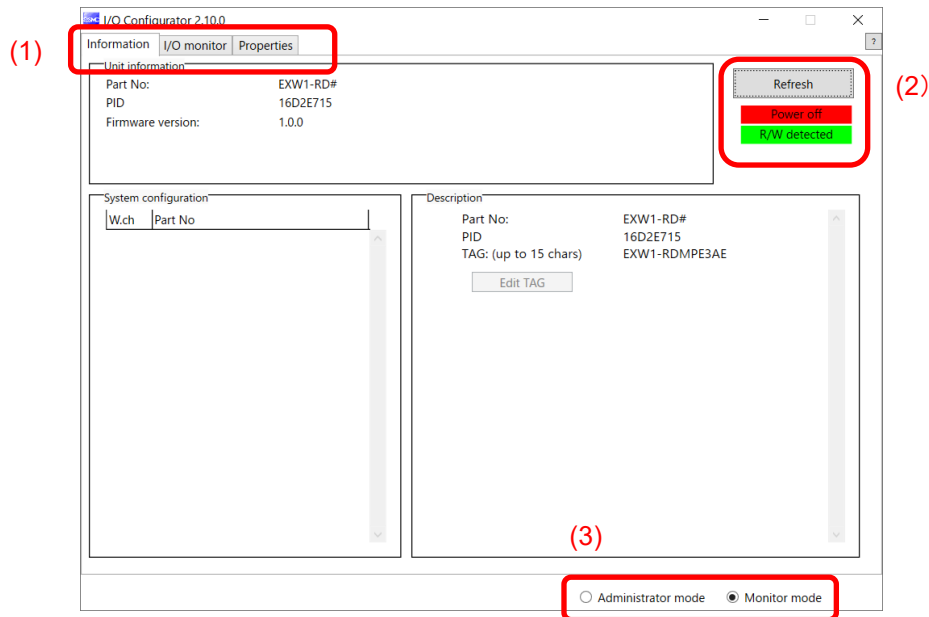 I/O Configurator 2.10.0
(1)
Information I/O monitor Properties
?
Unit information
Part No: EXW1-RD#
PID 16D2E715
Firmware version: 1.0.0
Refresh
(2)
Power off
R/W detected
System configuration
W.ch Part No
Description
Part No: EXW1-RD#
PID 16D2E715
TAG: (up to 15 chars) EXW1-RDMPE3AE
Edit TAG
(3)
Administrator mode Monitor mode